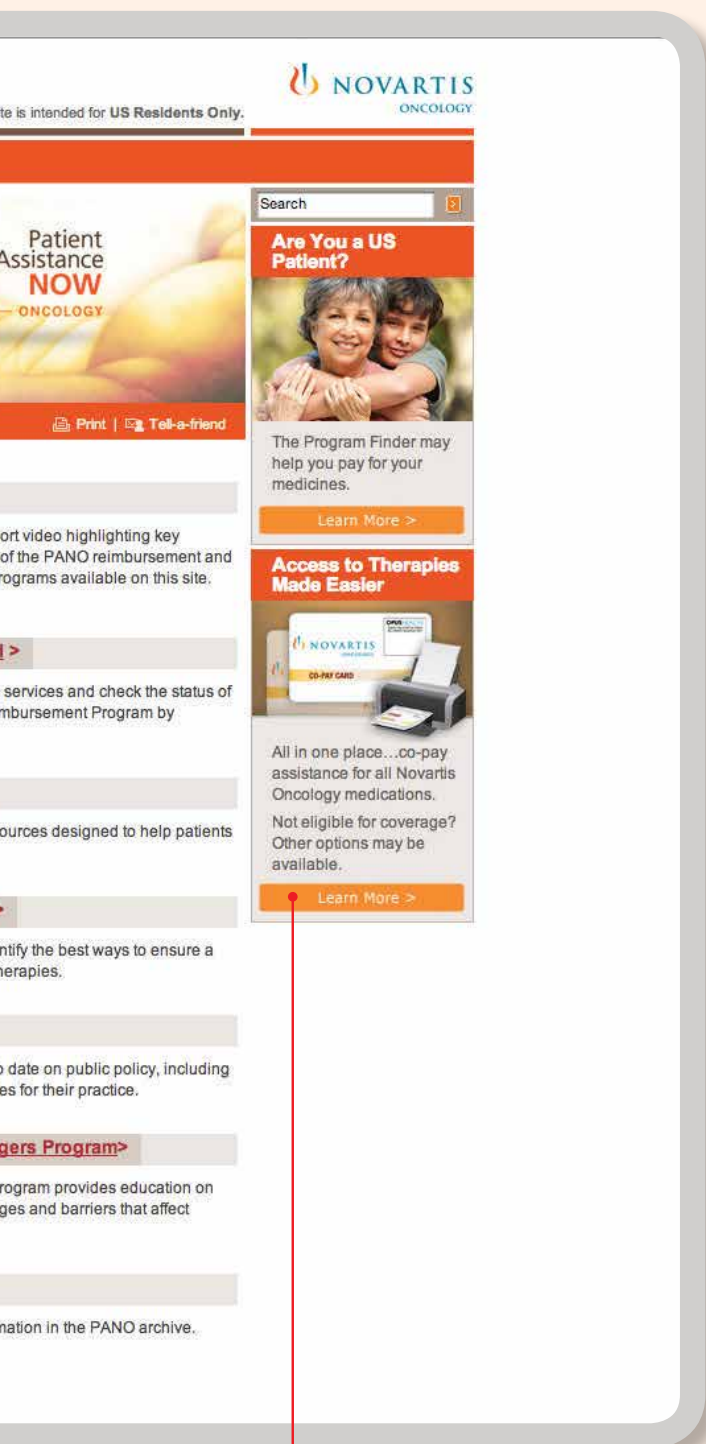 NOVARTIS
ONCOLOGY
te is intended for US Residents Only.
Search
Patient
Assistance
NOW
ONCOLOGY
Print | Tell-a-friend
Are You a US
Patient?
The Program Finder may
help you pay for your
medicines.
Learn More >
ort video highlighting key
of the PANO reimbursement and
rograms available on this site.
>
services and check the status of
mbursement Program by
ources designed to help patients
ntify the best ways to ensure a
herapies.
o date on public policy, including
es for their practice.
gers Program>
rogram provides education on
ges and barriers that affect
mation in the PANO archive.
Access to Therapies
Made Easier
NOVARTIS
CO-PAY CARD
All in one place…co-pay
assistance for all Novartis
Oncology medications.
Not eligible for coverage?
Other options may be
available.
Learn More >